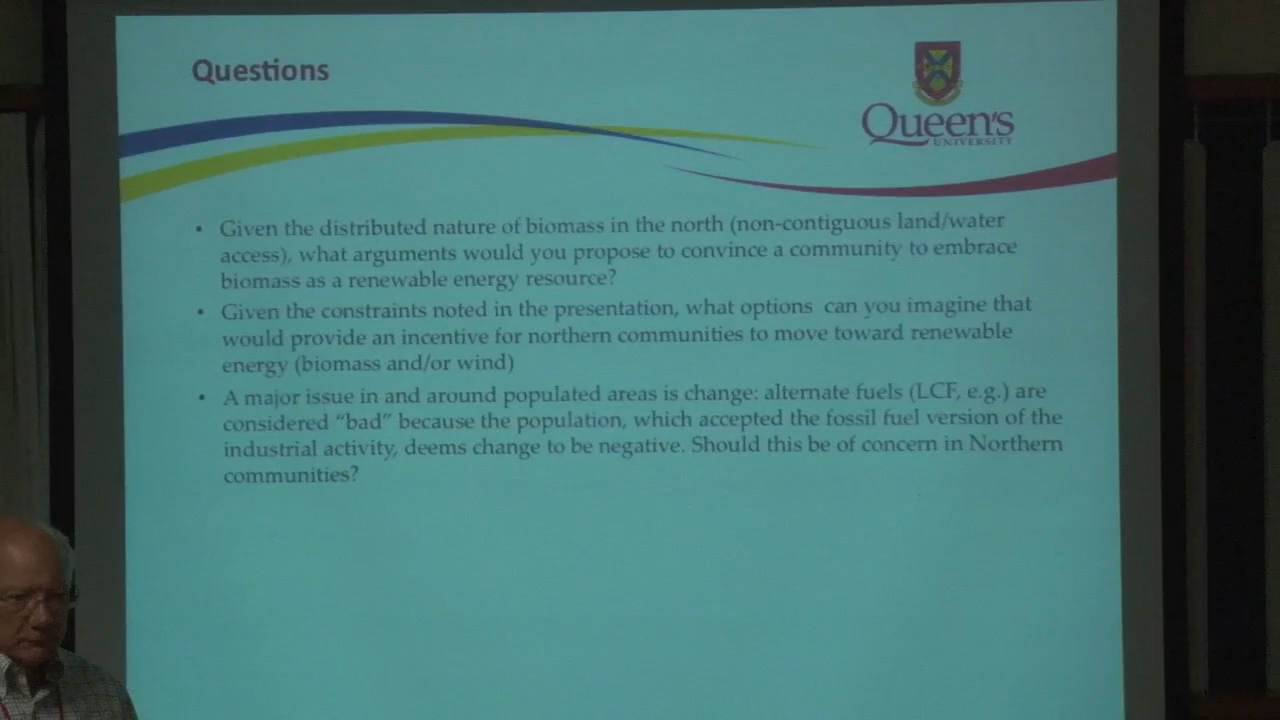 Questions
Queen's
UNIVERSITY
• Given the distributed nature of biomass in the north (non-contiguous land/water
access), what arguments would you propose to convince a community to embrace
biomass as a renewable energy resource?
• Given the constraints noted in the presentation, what options can you imagine that
would provide an incentive for northern communities to move toward renewable
energy (biomass and/or wind)
• A major issue in and around populated areas is change: alternate fuels (LCF, e.g.) are
considered “bad” because the population, which accepted the fossil fuel version of the
industrial activity, deems change to be negative. Should this be of concern in Northern
communities?